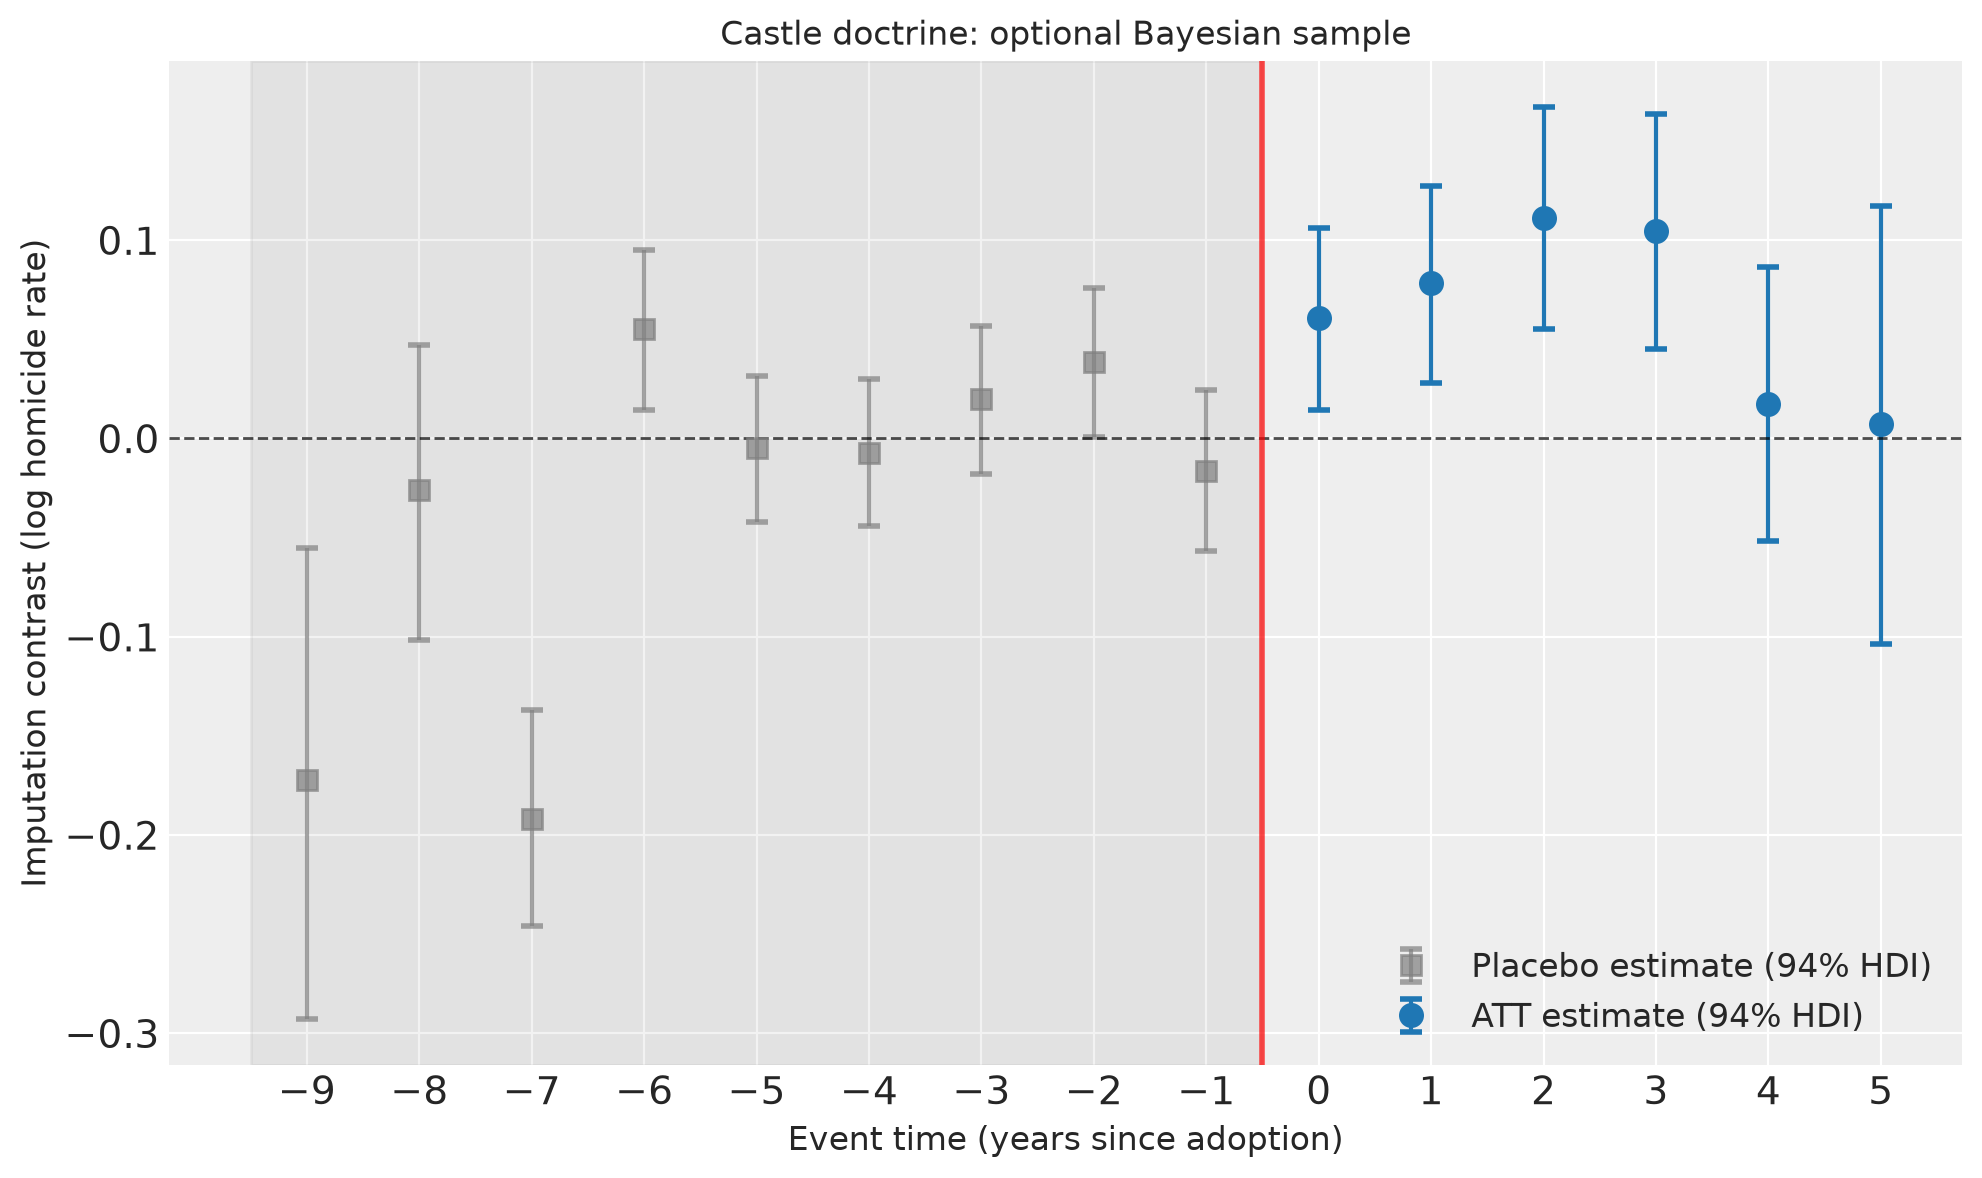 Castle doctrine: optional Bayesian sample
Imputation contrast (log homicide rate)
0.1
0.0
−0.1
−0.2
−0.3
Placebo estimate (94% HDI)
ATT estimate (94% HDI)
−9 −8 −7 −6 −5 −4 −3 −2 −1 0 1 2 3 4 5
Event time (years since adoption)